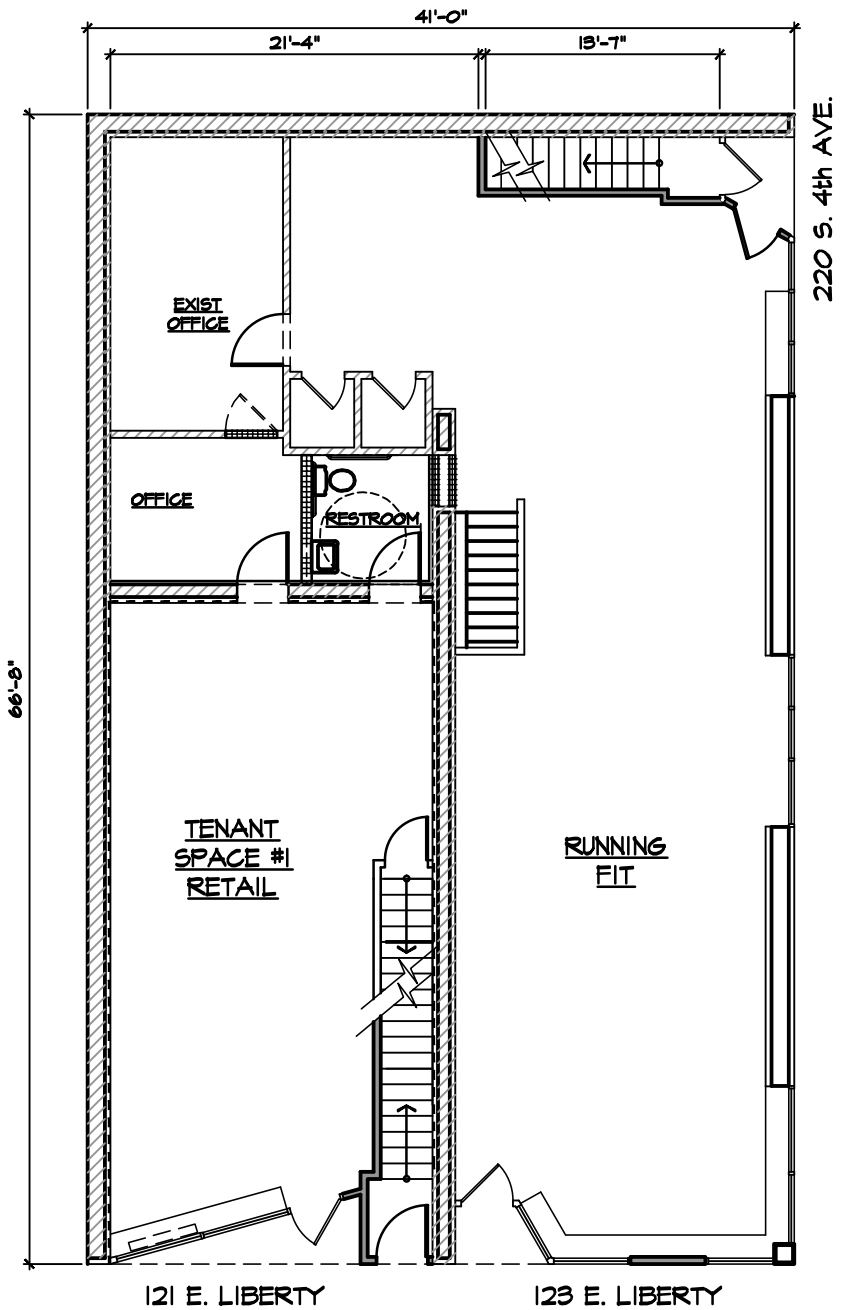 41'-0"
21'-4"
13'-7"
220 S. 4th AVE.
EXIST
OFFICE
OFFICE
RESTROOM
66'-8"
TENANT
SPACE #1
RETAIL
RUNNING
FIT
121 E. LIBERTY
123 E. LIBERTY